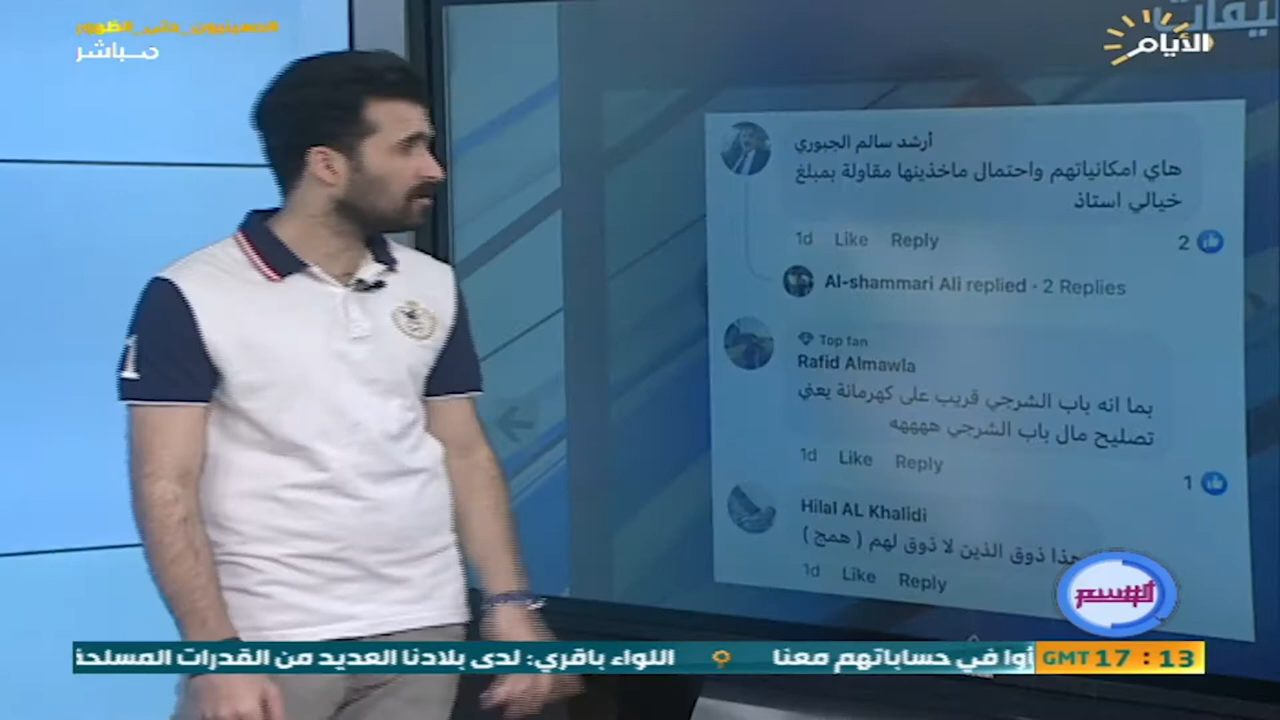 الحسينيون_حتى_الظهور
مباشر
الأيام
أرشد سالم الجبوري
هاي امكانياتهم واحتمال ماخذينها مقاولة بمبلغ
خيالي استاذ
1d Like Reply
2
Al-shammari Ali replied · 2 Replies
Top fan
Rafid Almawla
بما انه باب الشرجي قريب على كهرمانة يعني
تصليح مال باب الشرجي هههه
1d Like Reply
1
Hilal AL Khalidi
هذا ذوق الذين لا ذوق لهم ( همج )
1d Like Reply
GMT 17 : 13
أوا في حساباتهم معنا
اللواء باقري: لدى بلادنا العديد من القدرات المسلحة
1